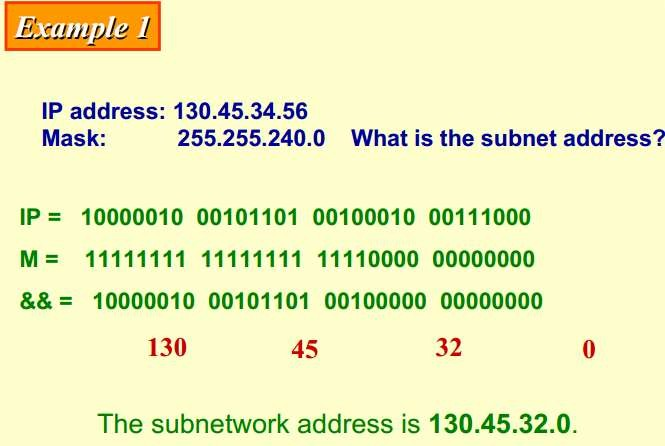 Example 1
IP address: 130.45.34.56
Mask: 255.255.240.0 What is the subnet address?
IP = 10000010 00101101 00100010 00111000
M = 11111111 11111111 11110000 00000000
&& = 10000010 00101101 00100000 00000000
130 45 32 0
The subnetwork address is 130.45.32.0.